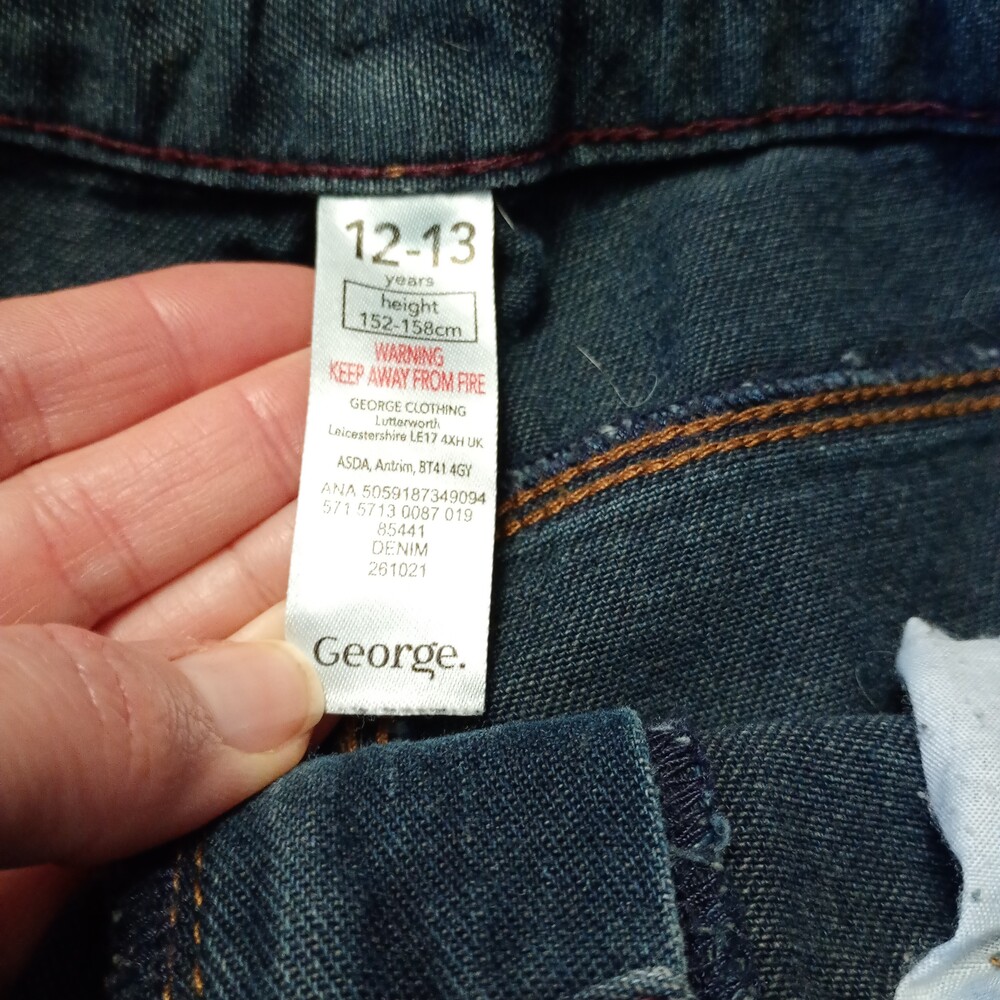 12-13
years
height
152-158cm
WARNING
KEEP AWAY FROM FIRE
GEORGE CLOTHING
Lutterworth
Leicestershire LE17 4XH UK
ASDA, Antrim, BT41 4GY
ANA 5059187349094
571 5713 0087 019
85441
DENIM
261021
George.